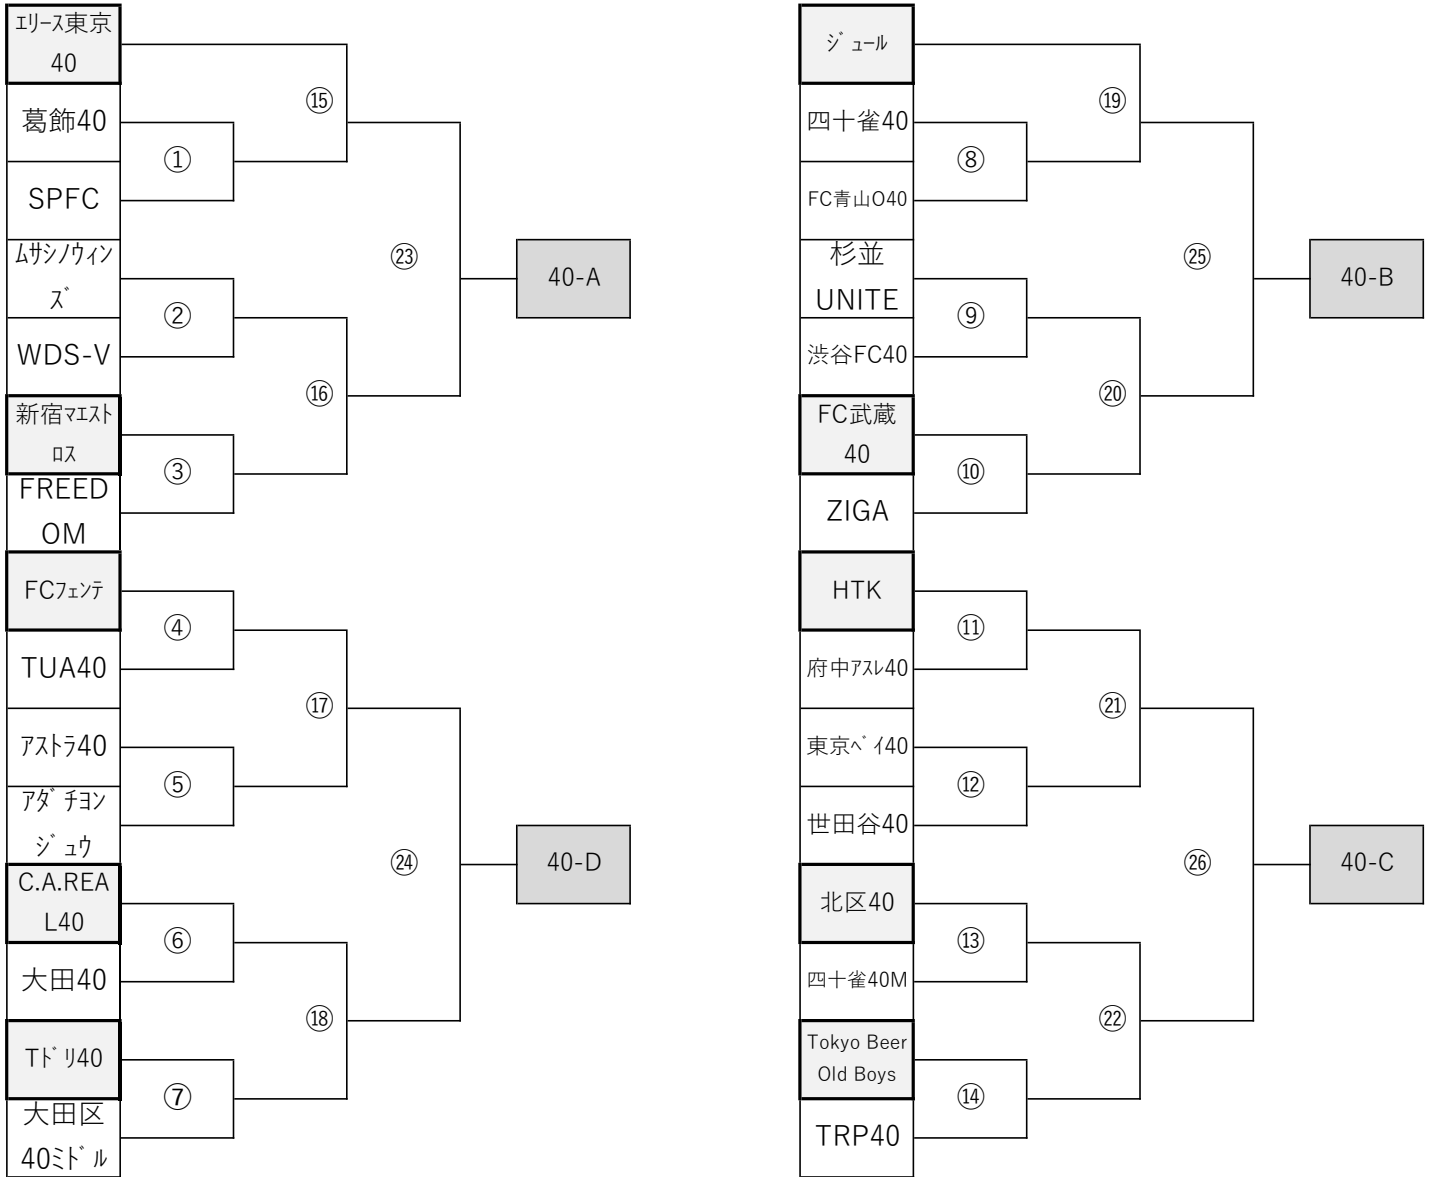 ｴﾘｰｽ東京
40
葛飾40
SPFC
ﾑｻｼﾉｳｨﾝ
ｽﾞ
WDS-V
新宿ﾏｴｽﾄ
ﾛｽ
FREED
OM
FCﾌｪﾝﾃ
TUA40
ｱｽﾄﾗ40
ｱﾀﾞﾁﾖﾝ
ｼﾞｭｳ
C.A.REA
L40
大田40
Tﾄﾞﾘ40
大田区
40ﾐﾄﾞﾙ
①
②
③
④
⑤
⑥
⑦
⑮
⑯
⑰
⑱
㉓
㉔
40-A
40-D
ｼﾞｭｰﾙ
四十雀40
FC青山O40
杉並
UNITE
渋谷FC40
FC武蔵
40
ZIGA
HTK
府中ｱｽﾚ40
東京ﾍﾞｲ40
世田谷40
北区40
四十雀40M
Tokyo Beer
Old Boys
TRP40
⑧
⑨
⑩
⑪
⑫
⑬
⑭
⑲
⑳
㉑
㉒
㉕
㉖
40-B
40-C